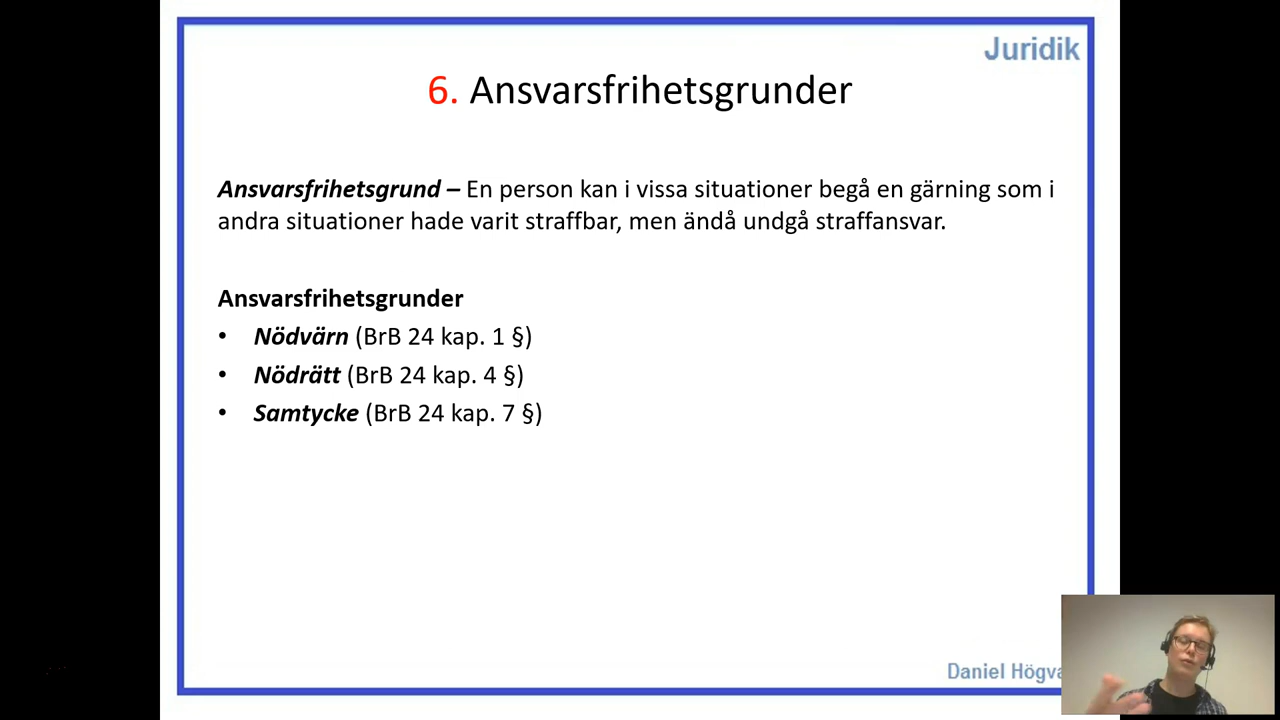 Juridik
6. Ansvarsfrihetsgrunder
Ansvarsfrihetsgrund – En person kan i vissa situationer begå en gärning som i
andra situationer hade varit straffbar, men ändå undgå straffansvar.
Ansvarsfrihetsgrunder
• Nödvärn (BrB 24 kap. 1 §)
• Nödrätt (BrB 24 kap. 4 §)
• Samtycke (BrB 24 kap. 7 §)
Daniel